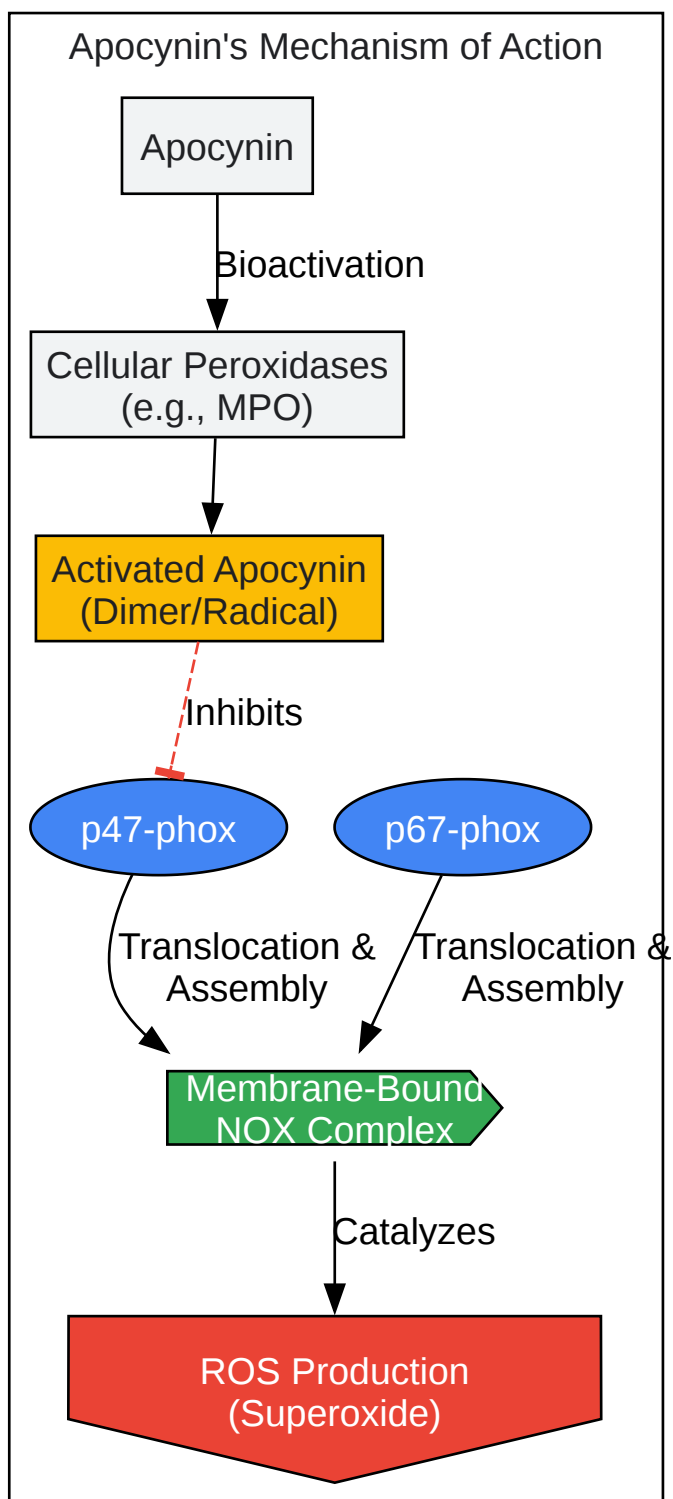 Apocynin's Mechanism of Action
Apocynin
Bioactivation
Cellular Peroxidases
(e.g., MPO)
Activated Apocynin
(Dimer/Radical)
Inhibits
p47-phox
p67-phox
Translocation &
Assembly
Translocation &
Assembly
Membrane-Bound
NOX Complex
Catalyzes
ROS Production
(Superoxide)